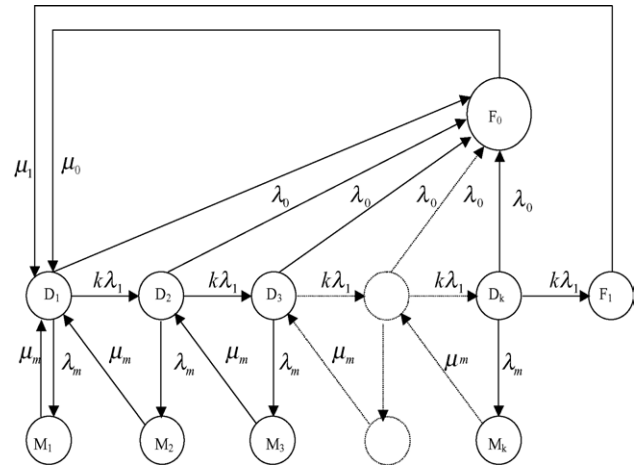 F₀
μ₁ μ₀
λ₀ λ₀ λ₀ λ₀ λ₀
kλ₁ kλ₁ kλ₁ kλ₁ kλ₁
D₁ D₂ D₃ Dₖ F₁
μₘ λₘ μₘ λₘ μₘ λₘ μₘ μᵐ λₘ
M₁ M₂ M₃ Mₖ